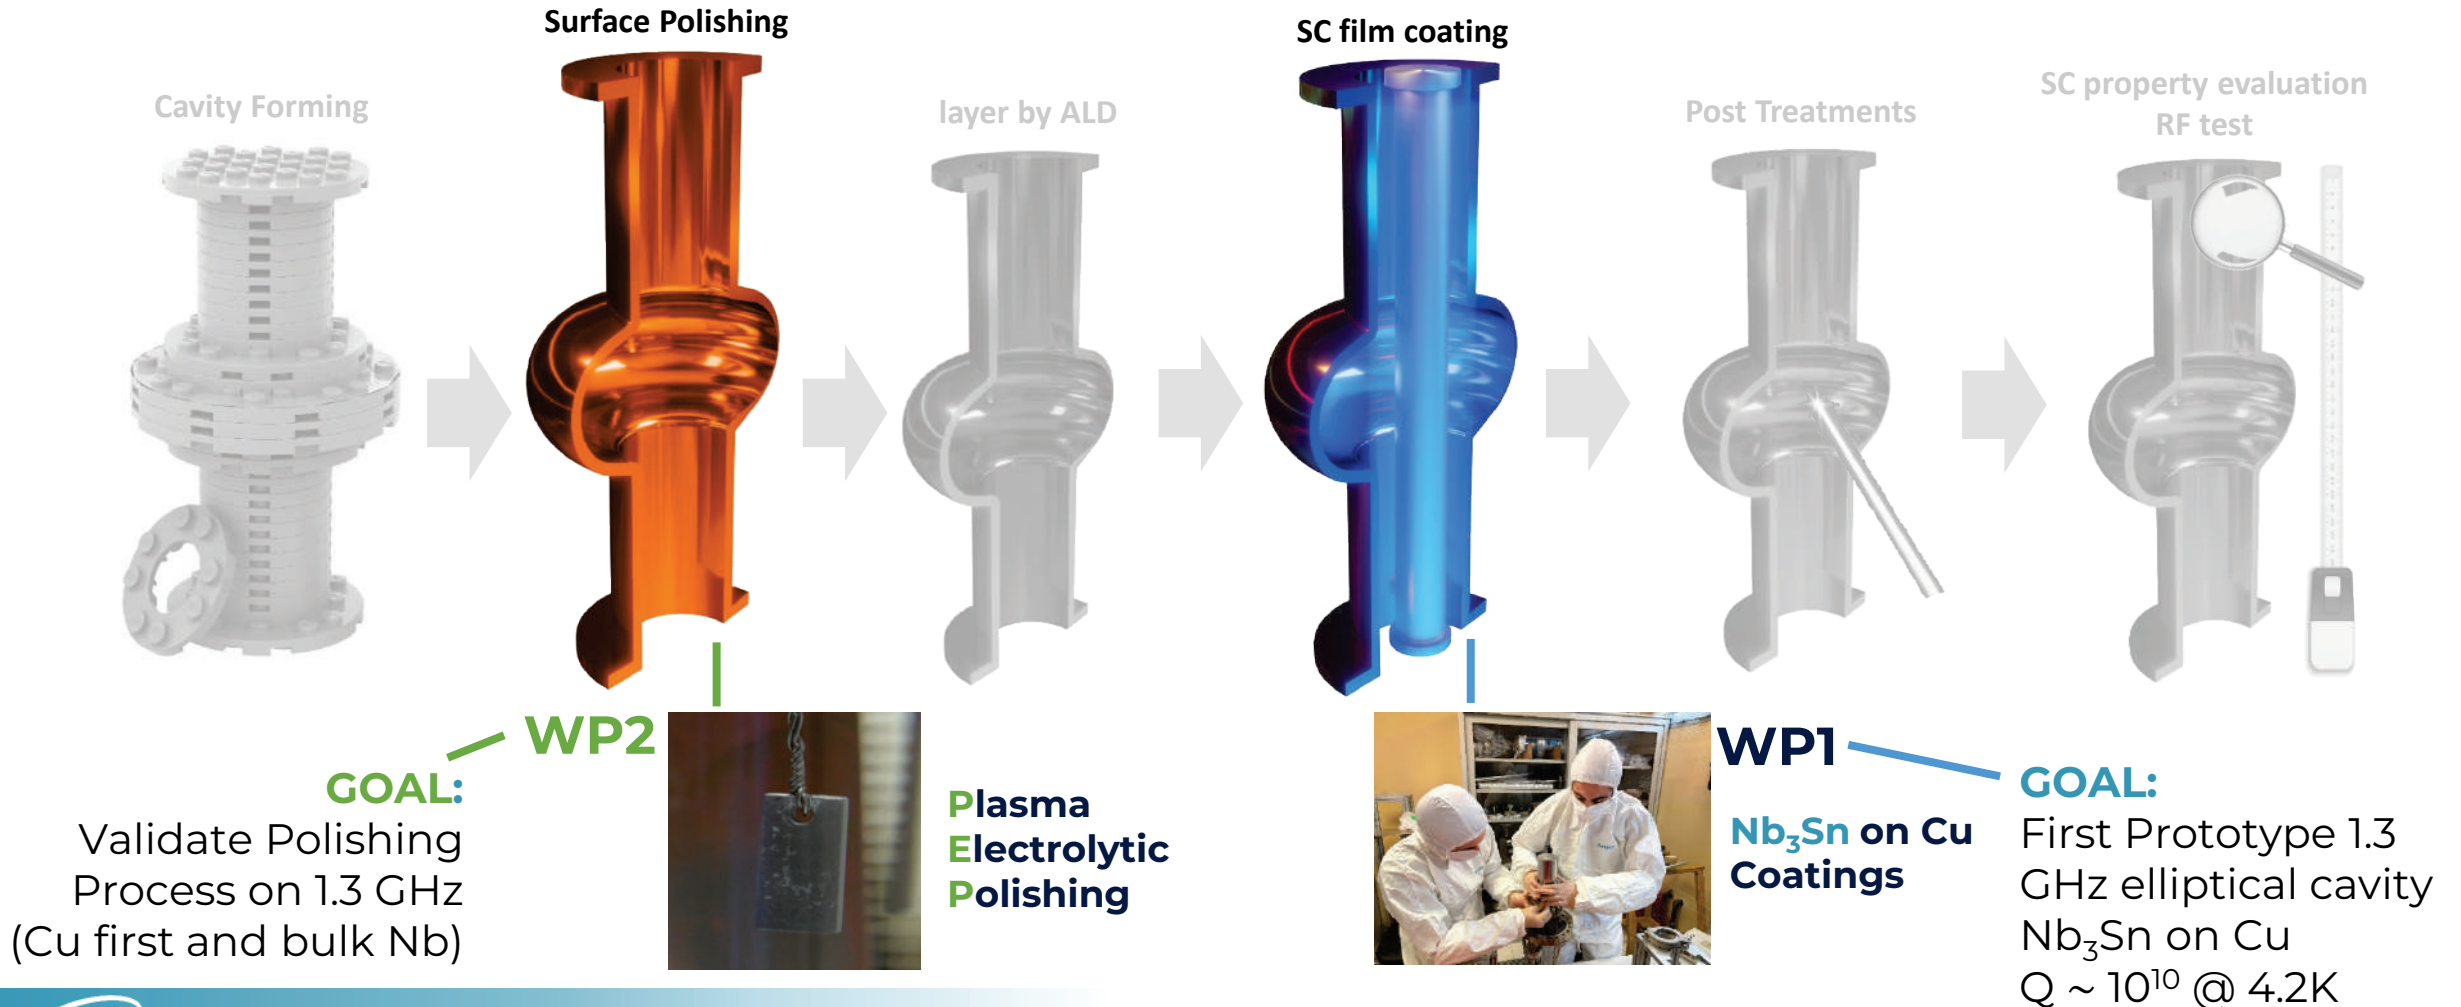 Surface Polishing
SC film coating
Cavity Forming
layer by ALD
Post Treatments
SC property evaluation
RF test
WP2
GOAL:
Validate Polishing
Process on 1.3 GHz
(Cu first and bulk Nb)
Plasma
Electrolytic
Polishing
WP1
Nb₃Sn on Cu
Coatings
GOAL:
First Prototype 1.3
GHz elliptical cavity
Nb₃Sn on Cu
Q ~ 10¹⁰ @ 4.2K